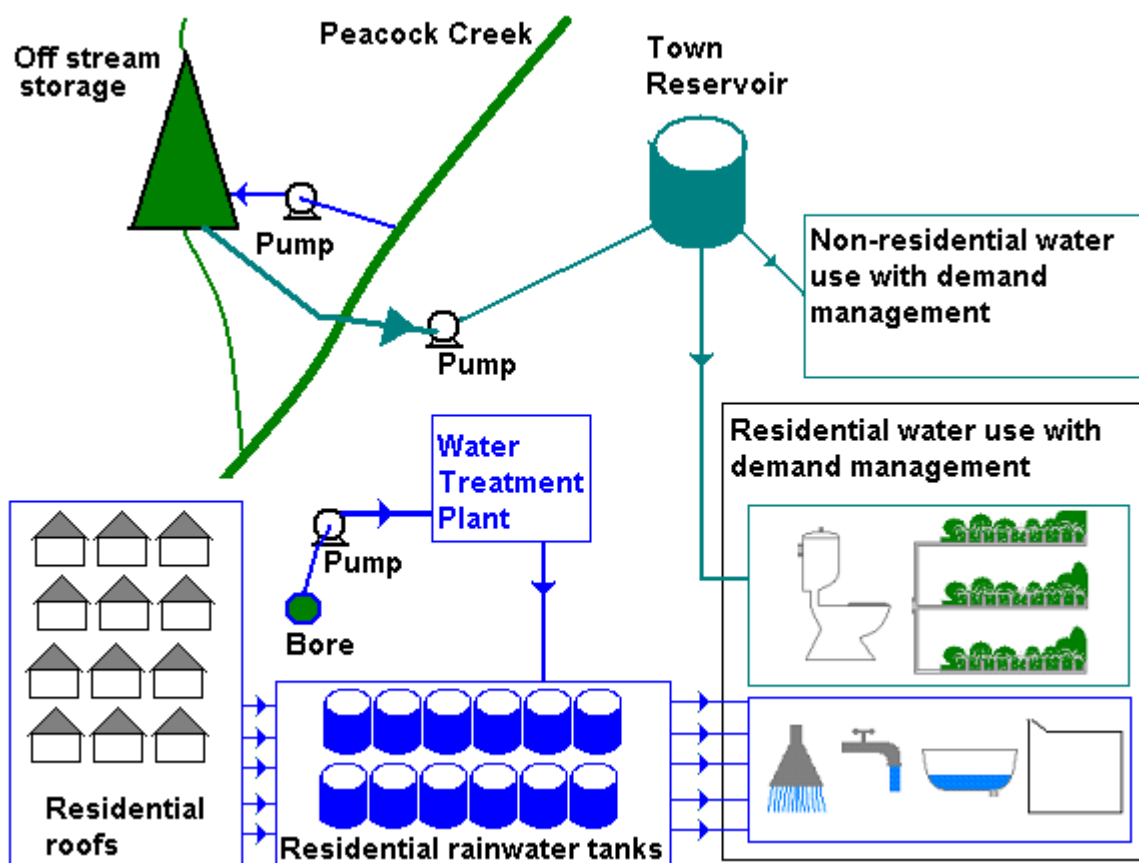 Peacock Creek
Off stream
storage
Town
Reservoir
Pump
Non-residential water
use with demand
management
Pump
Residential water use with
demand management
Water
Treatment
Plant
Pump
Bore
Residential
roofs
Residential rainwater tanks